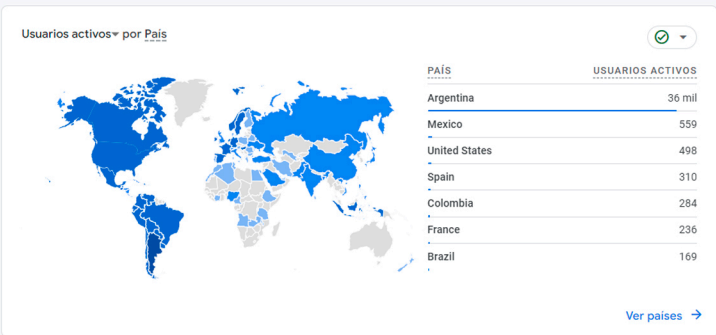 Usuarios activos por País
PAÍS USUARIOS ACTIVOS
Argentina 36 mil
Mexico 559
United States 498
Spain 310
Colombia 284
France 236
Brazil 169
Ver países